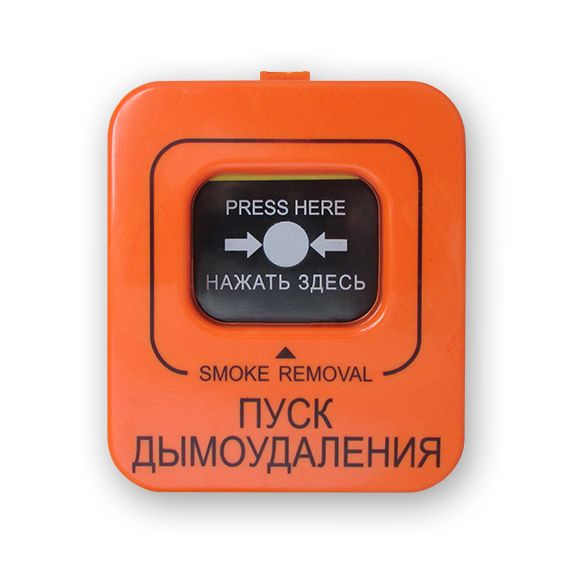 PRESS HERE
НАЖАТЬ ЗДЕСЬ
SMOKE REMOVAL
ПУСК
ДЫМОУДАЛЕНИЯ